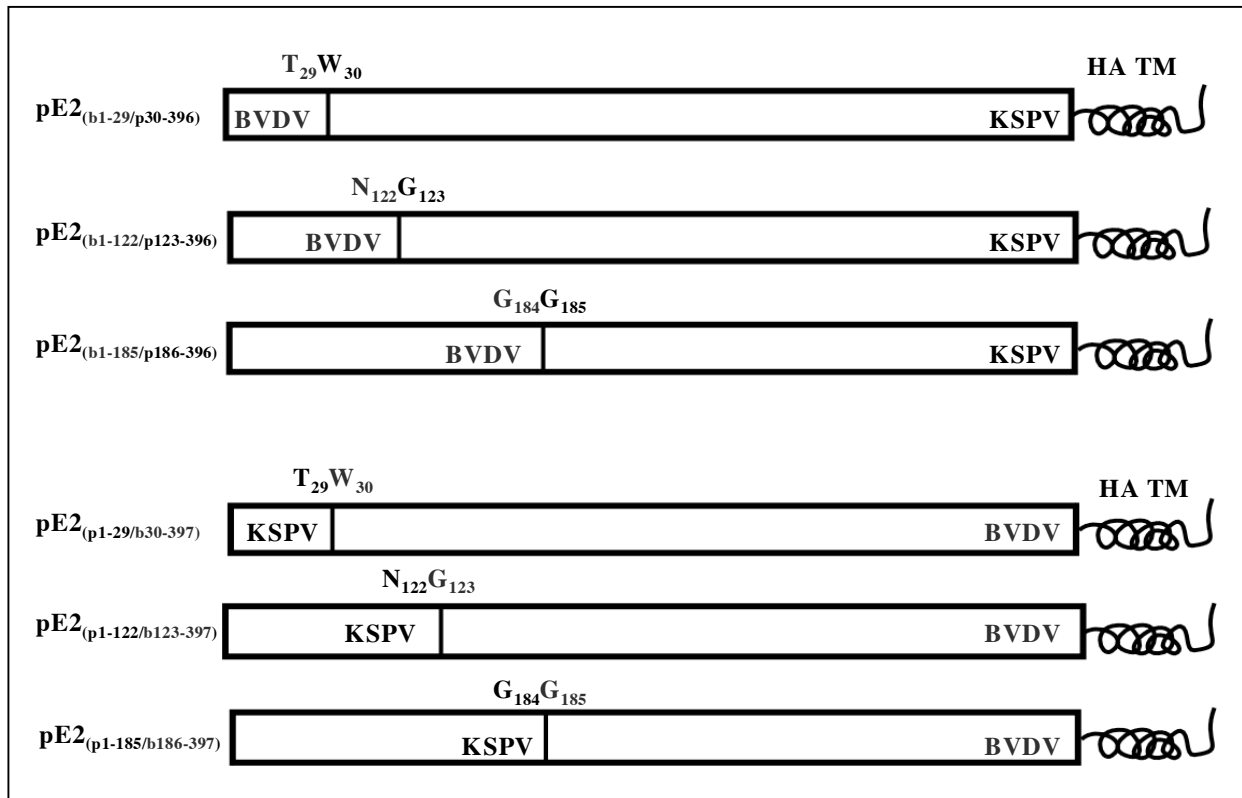 T29W30 HA TM
pE2(b1-29/p30-396) BVDV KSPV
N122G123
pE2(b1-122/p123-396) BVDV KSPV
G184G185
pE2(b1-185/p186-396) BVDV KSPV
T29W30 HA TM
pE2(p1-29/b30-397) KSPV BVDV
N122G123
pE2(p1-122/b123-397) KSPV BVDV
G184G185
pE2(p1-185/b186-397) KSPV BVDV